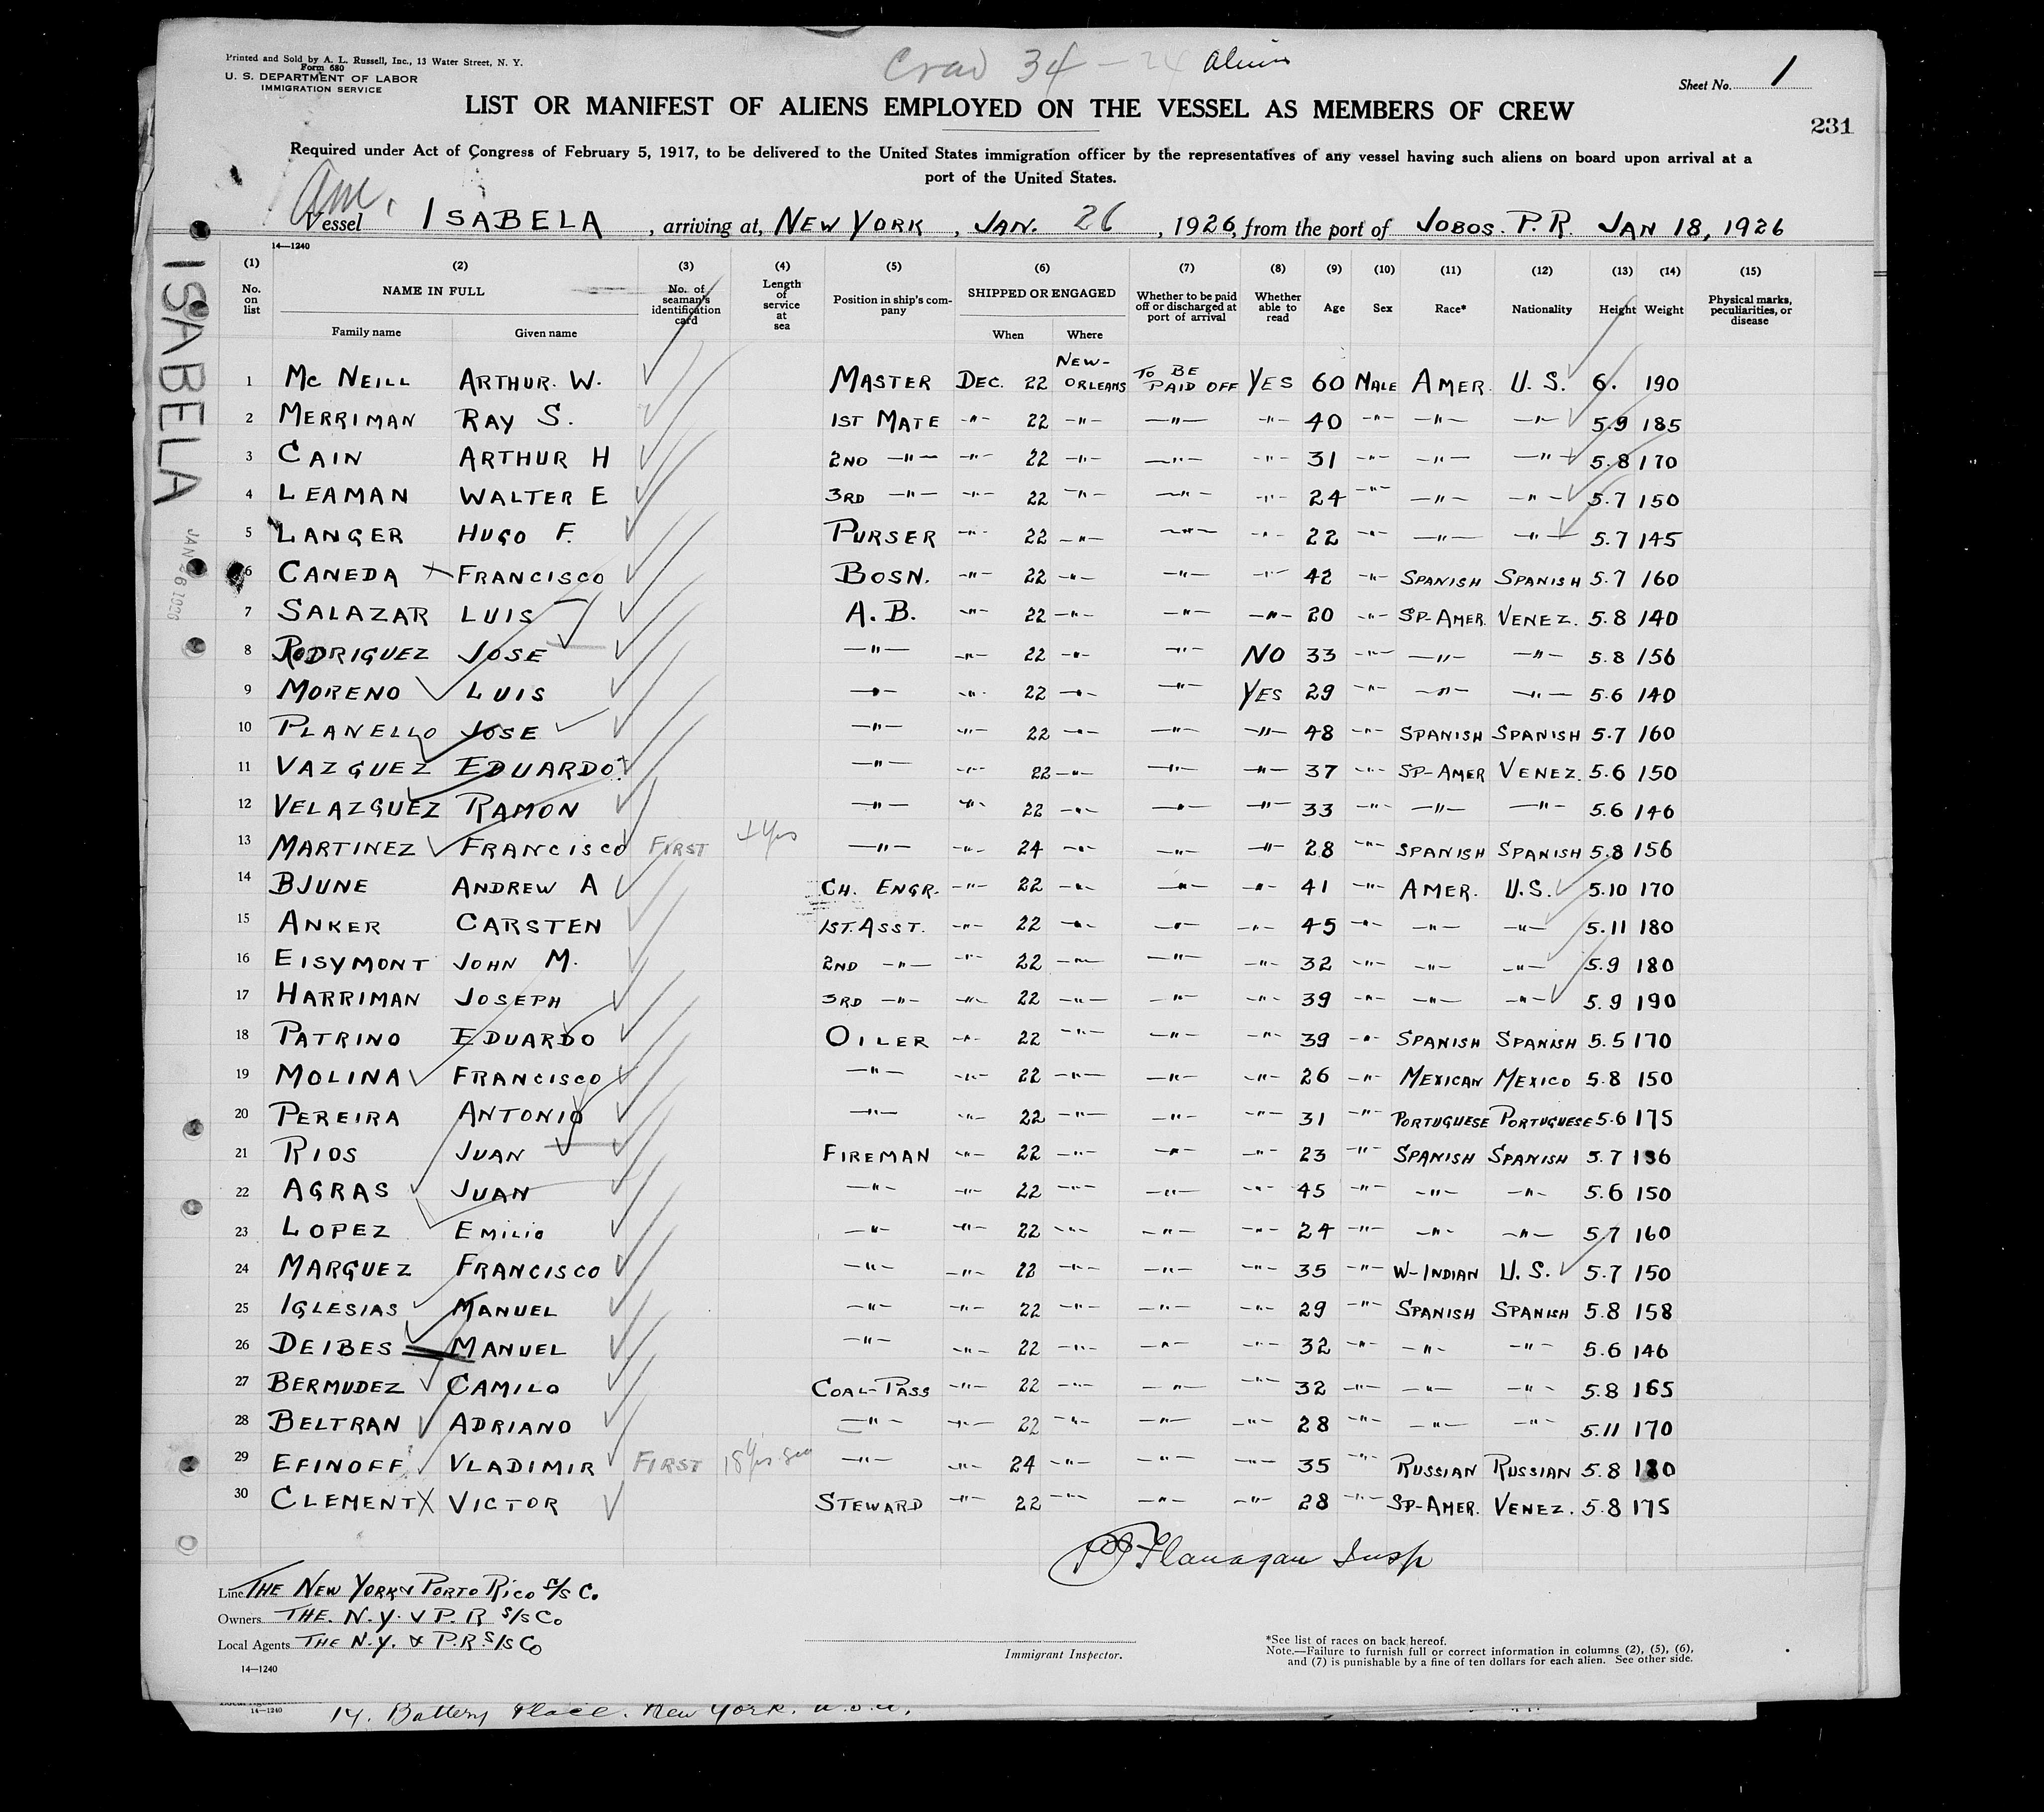 Printed and Sold by A. L. Russell, Inc., 13 Water Street, N. Y.
Form 680
U. S. DEPARTMENT OF LABOR
IMMIGRATION SERVICE
34 - 24 Aliens
Sheet No. 1
LIST OR MANIFEST OF ALIENS EMPLOYED ON THE VESSEL AS MEMBERS OF CREW
231
Required under Act of Congress of February 5, 1917, to be delivered to the United States immigration officer by the representatives of any vessel having such aliens on board upon arrival at a
port of the United States.
Am.
Vessel ISABELA, arriving at, NEW YORK, JAN. 26, 1926, from the port of JOBOS. P.R. JAN 18, 1926
14—1240
ISABELA
JAN 26 1926
(1) (2) (3) (4) (5) (6) (7) (8) (9) (10) (11) (12) (13) (14) (15)
No. on list NAME IN FULL Family name Given name No. of seaman's identification card Length of service at sea Position in ship's company SHIPPED OR ENGAGED When Where Whether to be paid off or discharged at port of arrival Whether able to read Age Sex Race* Nationality Height Weight Physical marks, peculiarities, or disease
1 Mc NEILL ARTHUR. W. MASTER DEC. 22 NEW-ORLEANS TO BE PAID OFF YES 60 MALE AMER. U. S. 6. 190
2 MERRIMAN RAY S. 1ST MATE -"- 22 -"- -"- -"- 40 -"- -"- -"- 5.9 185
3 CAIN ARTHUR H 2ND -"- -"- 22 -"- -"- -"- 31 -"- -"- -"- 5.8 170
4 LEAMAN WALTER E 3RD -"- -"- 22 -"- -"- -"- 24 -"- -"- -"- 5.7 150
5 LANGER HUGO F. PURSER -"- 22 -"- -"- -"- 22 -"- -"- -"- 5.7 145
6 CANEDA FRANCISCO BOSN. -"- 22 -"- -"- -"- 42 -"- SPANISH SPANISH 5.7 160
7 SALAZAR LUIS A. B. -"- 22 -"- -"- -"- 20 -"- SP-AMER. VENEZ. 5.8 140
8 RODRIGUEZ JOSE -"- -"- 22 -"- -"- NO 33 -"- -"- -"- 5.8 156
9 MORENO LUIS -"- -"- 22 -"- -"- YES 29 -"- -"- -"- 5.6 140
10 PLANELLO JOSE -"- -"- 22 -"- -"- -"- 48 -"- SPANISH SPANISH 5.7 160
11 VAZGUEZ EDUARDO. -"- -"- 22 -"- -"- -"- 37 -"- SP-AMER VENEZ. 5.6 150
12 VELAZGUEZ RAMON -"- -"- 22 -"- -"- -"- 33 -"- -"- -"- 5.6 146
13 MARTINEZ FRANCISCO FIRST yrs -"- -"- 24 -"- -"- -"- 28 -"- SPANISH SPANISH 5.8 156
14 BJUNE ANDREW A CH. ENGR. -"- 22 -"- -"- -"- 41 -"- AMER. U.S. 5.10 170
15 ANKER CARSTEN 1ST. ASST. -"- 22 -"- -"- -"- 45 -"- -"- -"- 5.11 180
16 EISYMONT JOHN M. 2ND -"- -"- 22 -"- -"- -"- 32 -"- -"- -"- 5.9 180
17 HARRIMAN JOSEPH 3RD -"- -"- 22 -"- -"- -"- 39 -"- -"- -"- 5.9 190
18 PATRINO EDUARDO OILER -"- 22 -"- -"- -"- 39 -"- SPANISH SPANISH 5.5 170
19 MOLINA FRANCISCO -"- -"- 22 -"- -"- -"- 26 -"- MEXICAN MEXICO 5.8 150
20 PEREIRA ANTONIO -"- -"- 22 -"- -"- -"- 31 -"- PORTUGUESE PORTUGUESE 5.6 175
21 RIOS JUAN FIREMAN -"- 22 -"- -"- -"- 23 -"- SPANISH SPANISH 5.7
22 AGRAS JUAN -"- -"- 22 -"- -"- -"- 45 -"- -"- -"- 5.6 150
23 LOPEZ EMILIO -"- -"- 22 -"- -"- -"- 24 -"- -"- -"- 5.7 160
24 MARGUEZ FRANCISCO -"- -"- 22 -"- -"- -"- 35 -"- W-INDIAN U. S. 5.7 150
25 IGLESIAS MANUEL -"- -"- 22 -"- -"- -"- 29 -"- SPANISH SPANISH 5.8 158
26 DEIBES MANUEL -"- -"- 22 -"- -"- -"- 32 -"- -"- -"- 5.6 146
27 BERMUDEZ CAMILO COAL-PASS -"- 22 -"- -"- -"- 32 -"- -"- -"- 5.8 165
28 BELTRAN ADRIANO -"- -"- 22 -"- -"- -"- 28 -"- -"- -"- 5.11 170
29 EFINOFF VLADIMIR FIRST 18 yrs sea -"- -"- 24 -"- -"- -"- 35 -"- RUSSIAN RUSSIAN 5.8 180
30 CLEMENT VICTOR STEWARD -"- 22 -"- -"- -"- 28 -"- SP-AMER. VENEZ. 5.8 175
Flanagan Insp
Line THE NEW YORK & PORTO RICO S/S Co.
Owners THE. N.Y. & P. R S/S Co
Local Agents THE N.Y. & P.R S/S Co
Immigrant Inspector.
*See list of races on back hereof.
Note.—Failure to furnish full or correct information in columns (2), (5), (6),
and (7) is punishable by a fine of ten dollars for each alien. See other side.
14—1240
14—1240
14. Battery Place. New York. U.S.A.